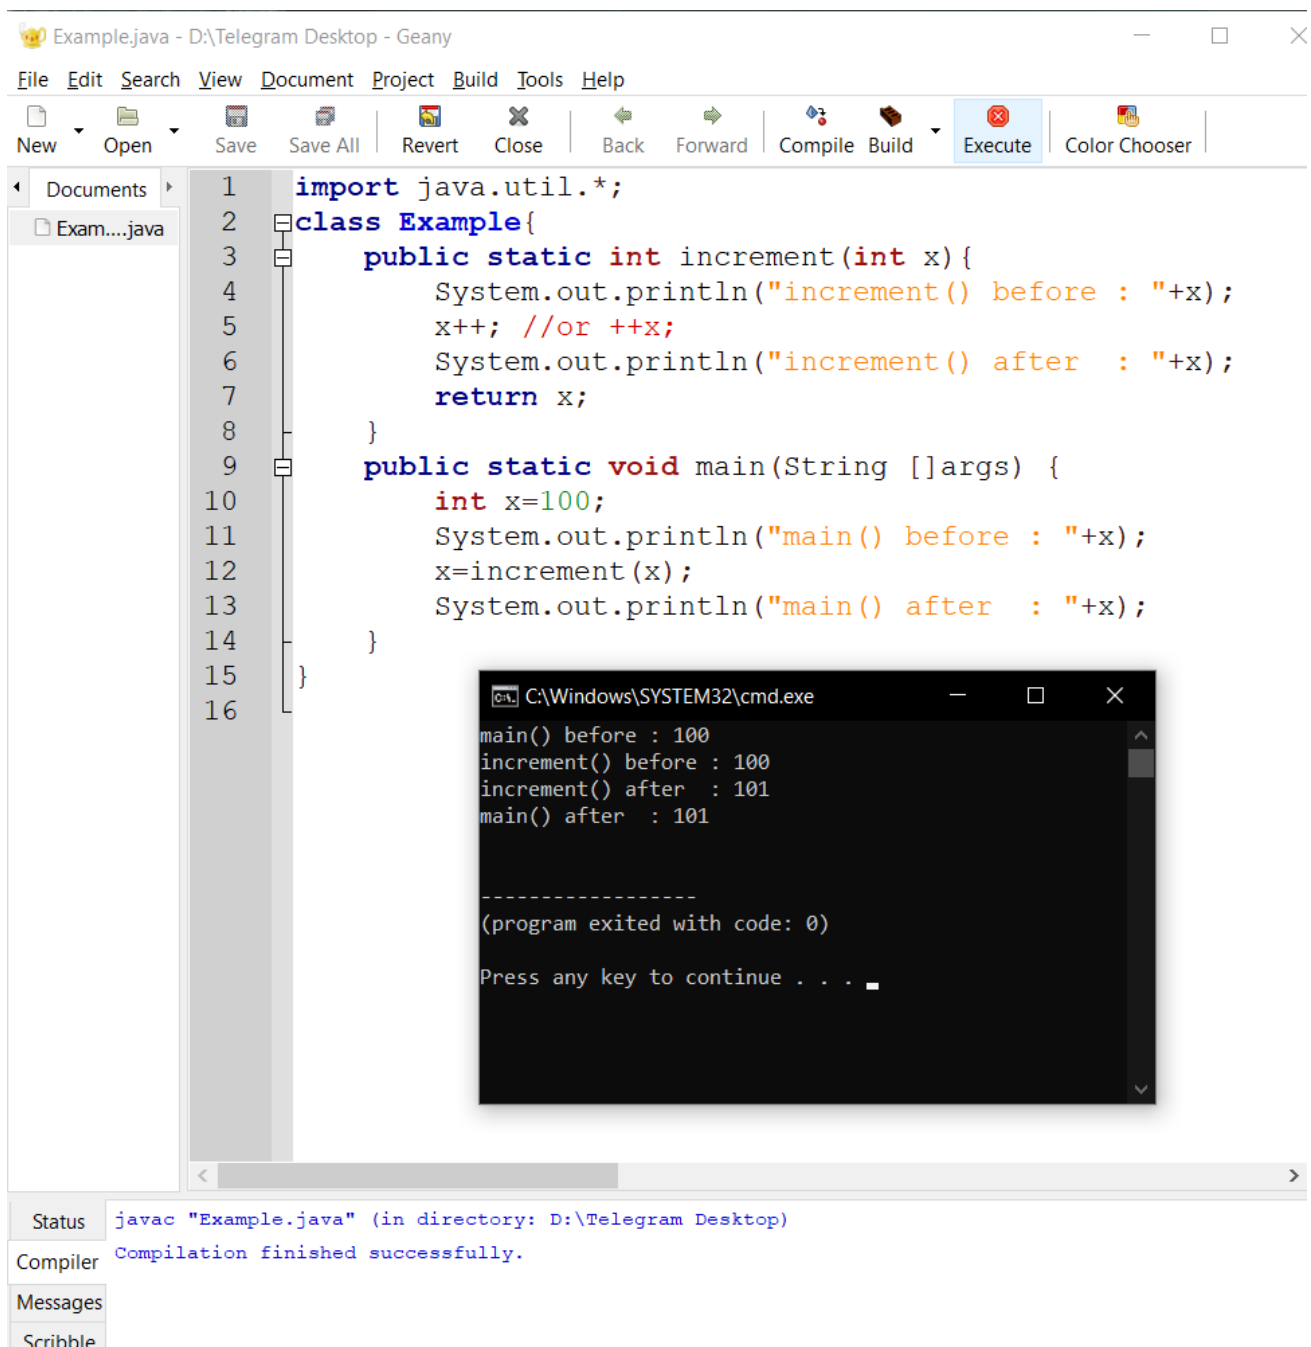 Example.java - D:\Telegram Desktop - Geany
File Edit Search View Document Project Build Tools Help
New Open Save Save All Revert Close Back Forward Compile Build Execute Color Chooser
Documents
Exam....java
1 import java.util.*;
2 class Example{
3 public static int increment(int x){
4 System.out.println("increment() before : "+x);
5 x++; //or ++x;
6 System.out.println("increment() after  : "+x);
7 return x;
8 }
9 public static void main(String []args) {
10 int x=100;
11 System.out.println("main() before : "+x);
12 x=increment(x);
13 System.out.println("main() after  : "+x);
14 }
15 }
16
C:\Windows\SYSTEM32\cmd.exe
main() before : 100
increment() before : 100
increment() after  : 101
main() after  : 101
------------------
(program exited with code: 0)
Press any key to continue . . .
Status
Compiler
Messages
Scribble
javac "Example.java" (in directory: D:\Telegram Desktop)
Compilation finished successfully.